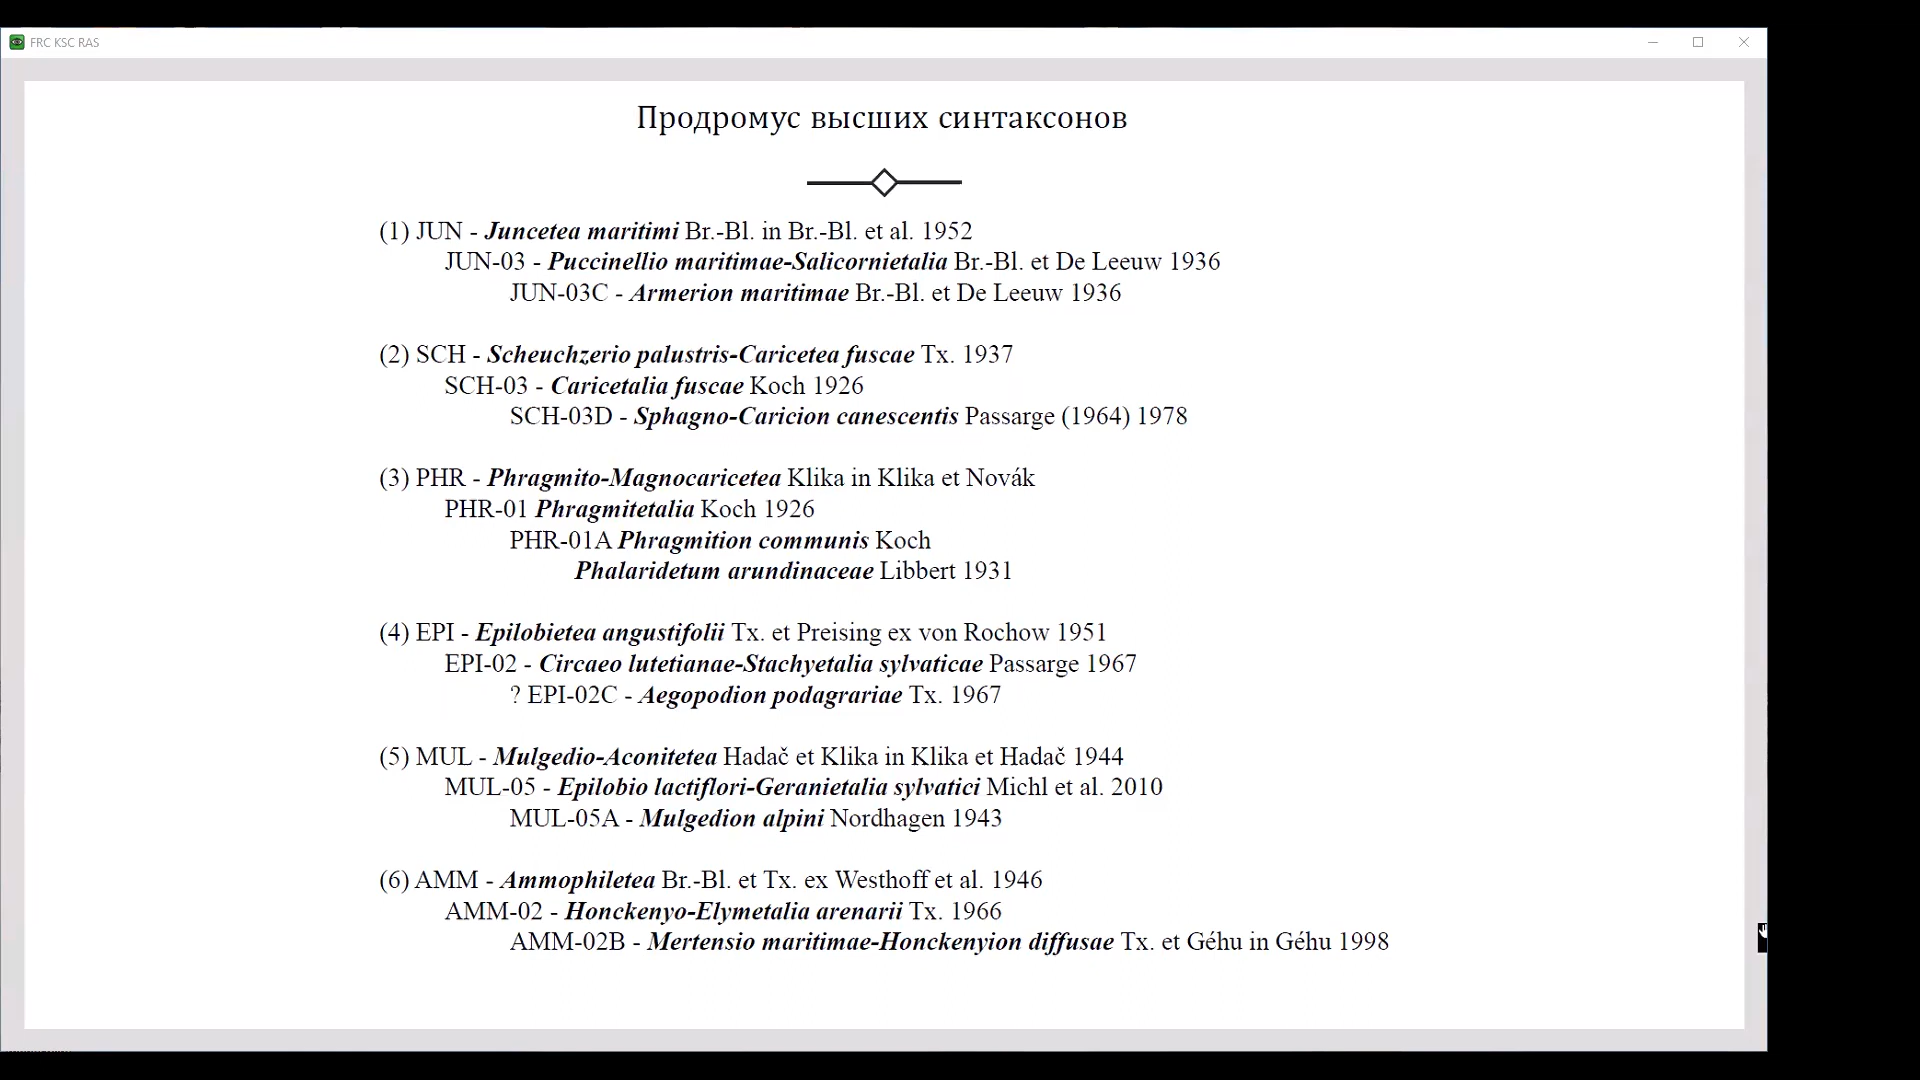 FRC KSC RAS
Продромус высших синтаксонов
(1) JUN - Juncetea maritimi Br.-Bl. in Br.-Bl. et al. 1952
JUN-03 - Puccinellio maritimae-Salicornietalia Br.-Bl. et De Leeuw 1936
JUN-03C - Armerion maritimae Br.-Bl. et De Leeuw 1936
(2) SCH - Scheuchzerio palustris-Caricetea fuscae Tx. 1937
SCH-03 - Caricetalia fuscae Koch 1926
SCH-03D - Sphagno-Caricion canescentis Passarge (1964) 1978
(3) PHR - Phragmito-Magnocaricetea Klika in Klika et Novák
PHR-01 Phragmitetalia Koch 1926
PHR-01A Phragmition communis Koch
Phalaridetum arundinaceae Libbert 1931
(4) EPI - Epilobietea angustifolii Tx. et Preising ex von Rochow 1951
EPI-02 - Circaeo lutetianae-Stachyetalia sylvaticae Passarge 1967
? EPI-02C - Aegopodion podagrariae Tx. 1967
(5) MUL - Mulgedio-Aconitetea Hadač et Klika in Klika et Hadač 1944
MUL-05 - Epilobio lactiflori-Geranietalia sylvatici Michl et al. 2010
MUL-05A - Mulgedion alpini Nordhagen 1943
(6) AMM - Ammophiletea Br.-Bl. et Tx. ex Westhoff et al. 1946
AMM-02 - Honckenyo-Elymetalia arenarii Tx. 1966
AMM-02B - Mertensio maritimae-Honckenyion diffusae Tx. et Géhu in Géhu 1998